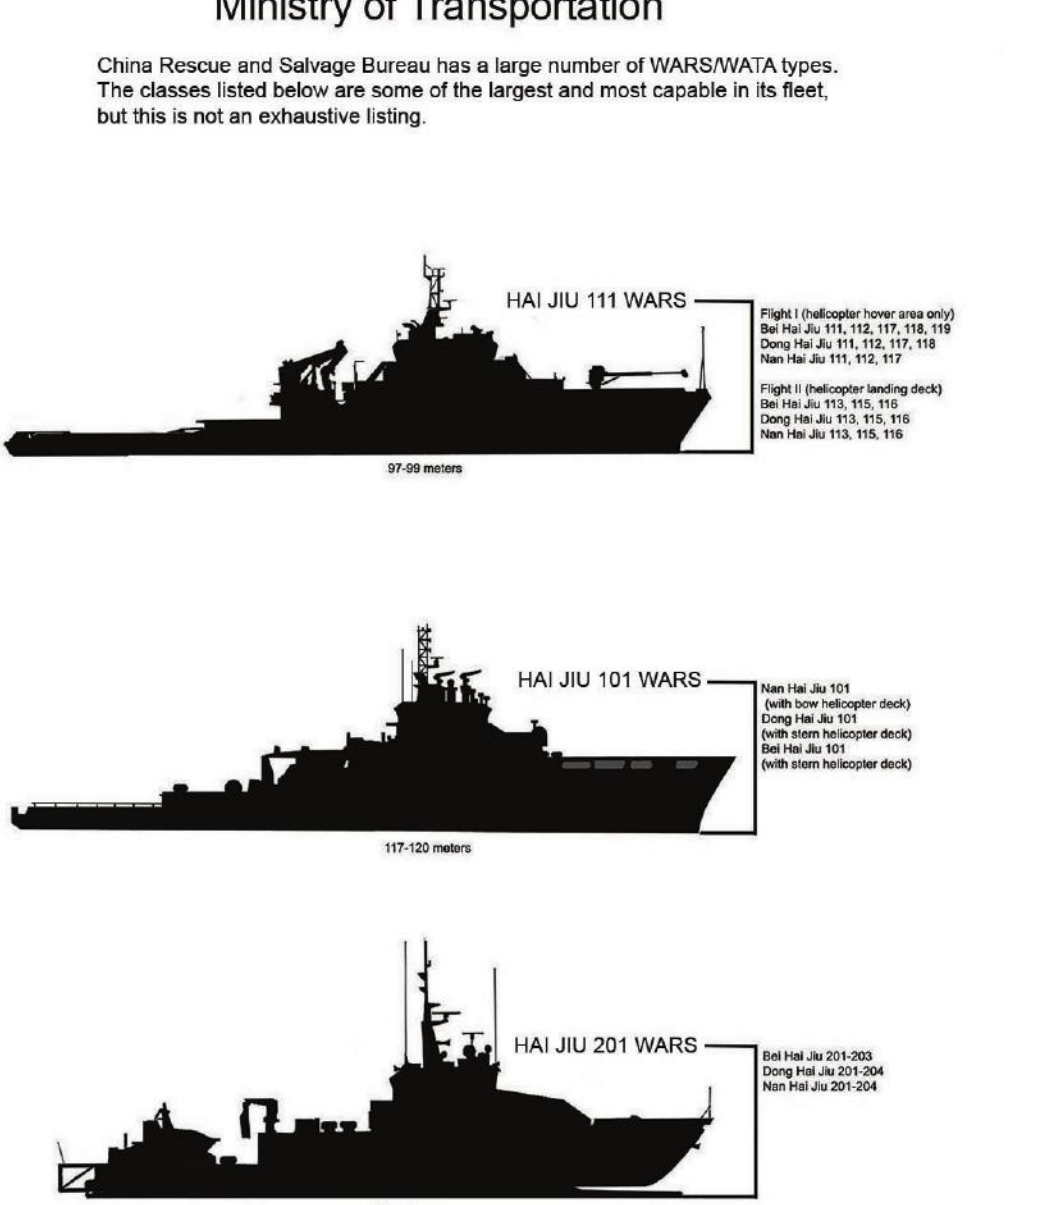 Ministry of Transportation
China Rescue and Salvage Bureau has a large number of WARS/WATA types.
The classes listed below are some of the largest and most capable in its fleet,
but this is not an exhaustive listing.
HAI JIU 111 WARS
Flight I (helicopter hover area only)
Bei Hai Jiu 111, 112, 117, 118, 119
Dong Hai Jiu 111, 112, 117, 118
Nan Hai Jiu 111, 112, 117
Flight II (helicopter landing deck)
Bei Hai Jiu 113, 115, 116
Dong Hai Jiu 113, 115, 116
Nan Hai Jiu 113, 115, 116
97-99 meters
HAI JIU 101 WARS
Nan Hai Jiu 101
(with bow helicopter deck)
Dong Hai Jiu 101
(with stern helicopter deck)
Bei Hai Jiu 101
(with stern helicopter deck)
117-120 meters
HAI JIU 201 WARS
Bei Hai Jiu 201-203
Dong Hai Jiu 201-204
Nan Hai Jiu 201-204